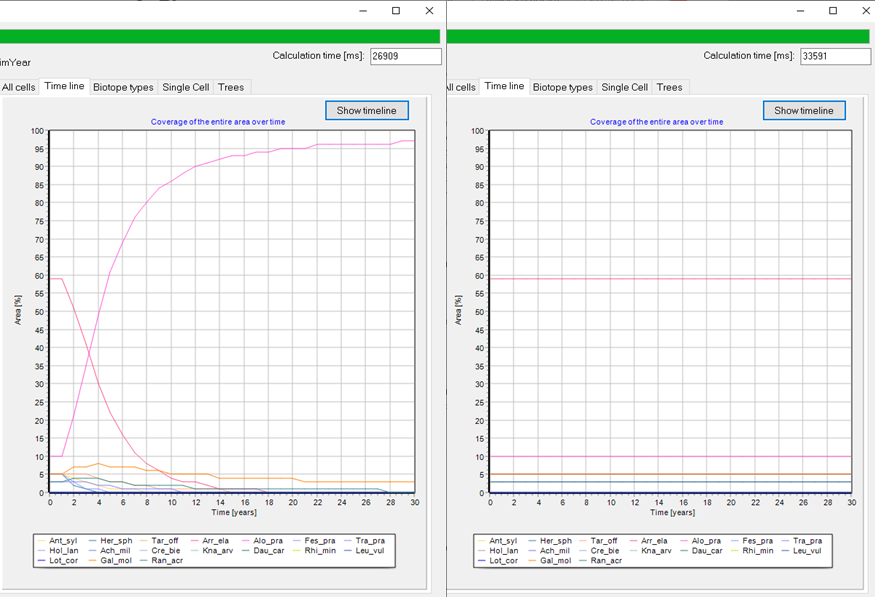 Calculation time [ms]: 26909
imYear
All cells Time line Biotope types Single Cell Trees
Show timeline
Coverage of the entire area over time
100
95
90
85
80
75
70
65
60
55
50
45
40
35
30
25
20
15
10
5
0
Area [%]
0 2 4 6 8 10 12 14 16 18 20 22 24 26 28 30
Time [years]
Ant_syl Her_sph Tar_off Arr_ela Alo_pra Fes_pra Tra_pra
Hol_lan Ach_mil Cre_bie Kna_arv Dau_car Rhi_min Leu_vul
Lot_cor Gal_mol Ran_acr
Calculation time [ms]: 33591
ll cells Time line Biotope types Single Cell Trees
Show timeline
Coverage of the entire area over time
100
95
90
85
80
75
70
65
60
55
50
45
40
35
30
25
20
15
10
5
0
Area [%]
0 2 4 6 8 10 12 14 16 18 20 22 24 26 28 30
Time [years]
Ant_syl Her_sph Tar_off Arr_ela Alo_pra Fes_pra Tra_pra
Hol_lan Ach_mil Cre_bie Kna_arv Dau_car Rhi_min Leu_vul
Lot_cor Gal_mol Ran_acr